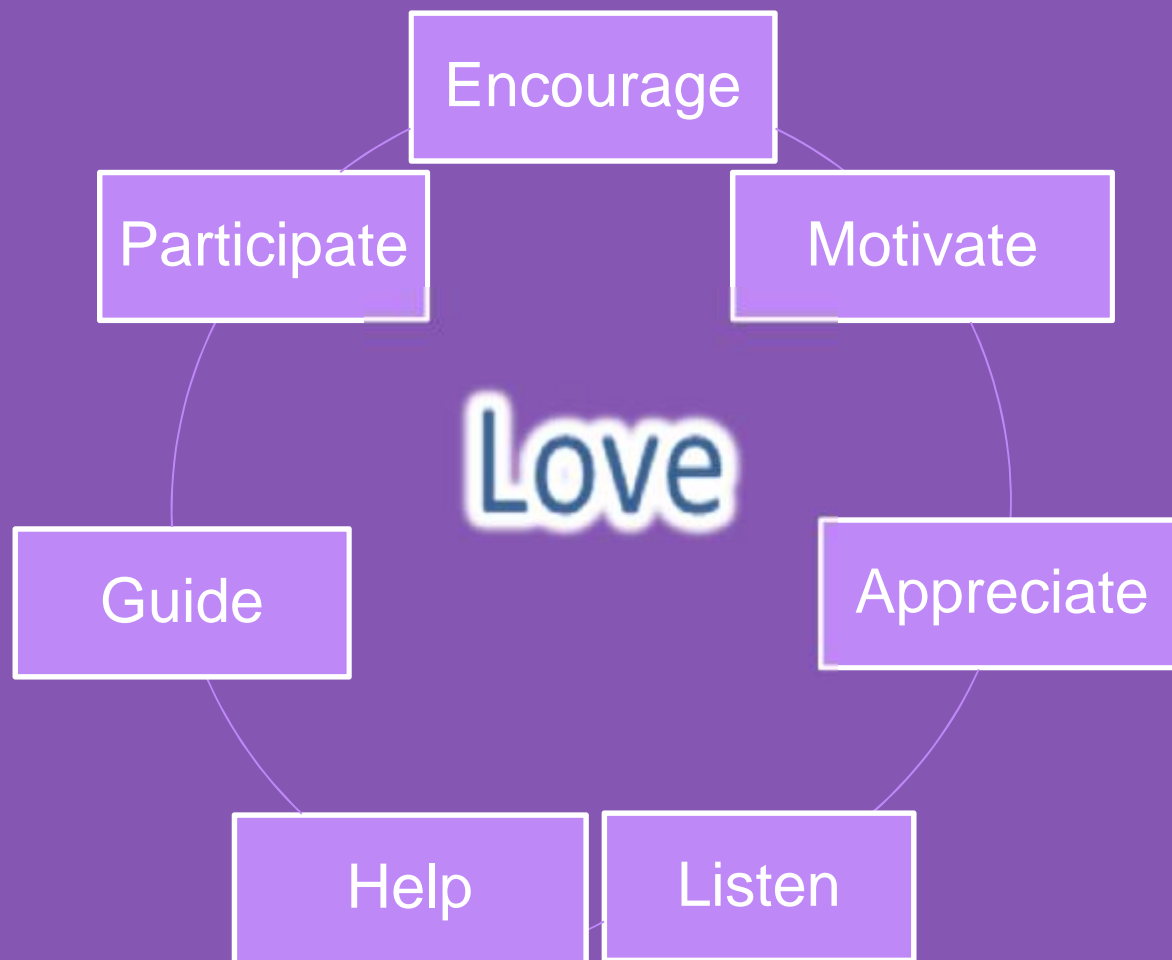 Encourage
Participate
Motivate
Love
Guide
Appreciate
Help
Listen